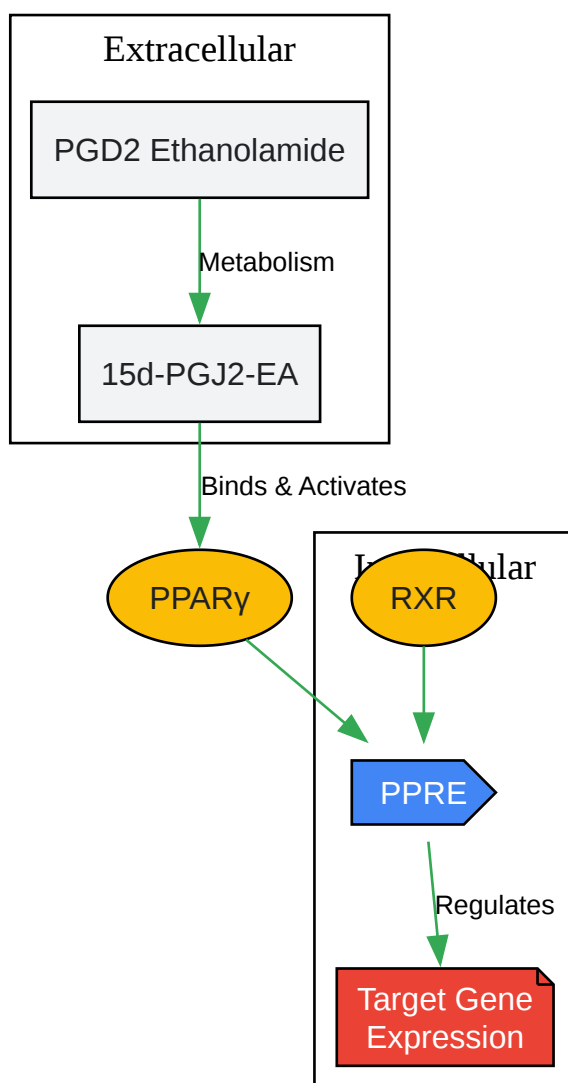 Extracellular
PGD2 Ethanolamide
Metabolism
15d-PGJ2-EA
Binds & Activates
PPARγ
RXR
PPRE
Regulates
Target Gene
Expression